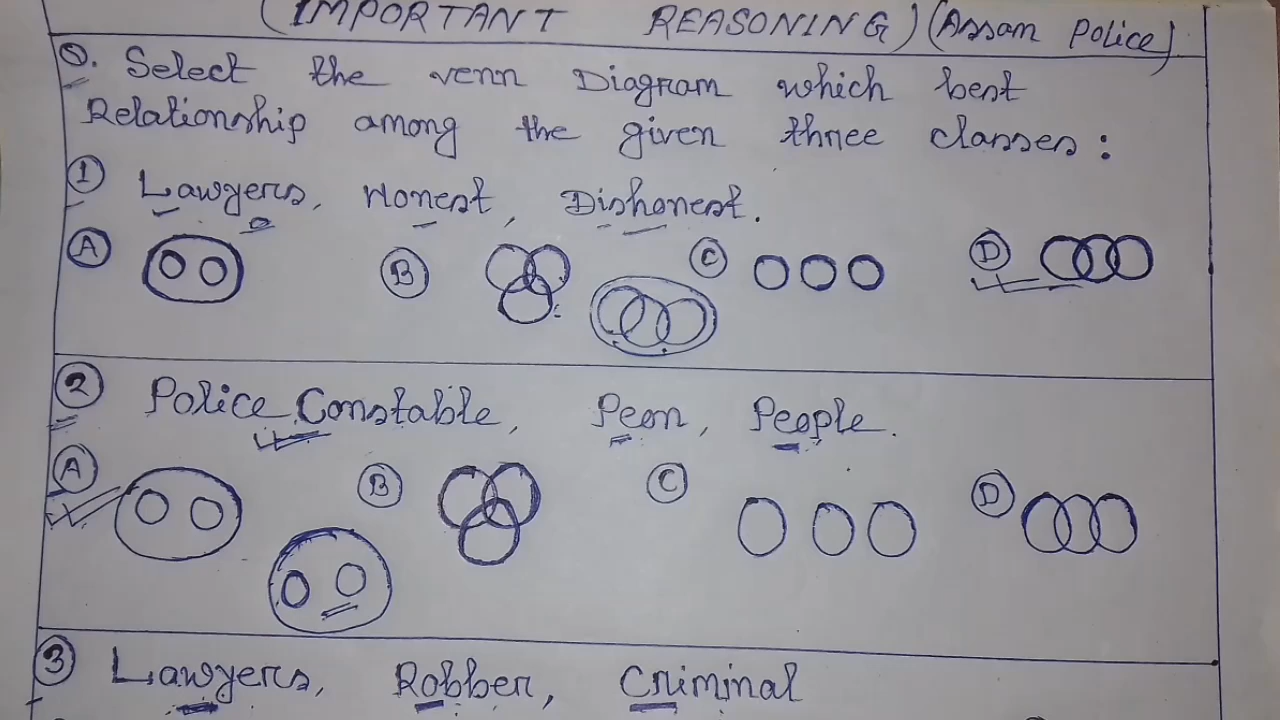 (IMPORTANT REASONING) (Assam Police)
Q. Select the venn Diagram which best
Relationship among the given three classes:
1 Lawyers, Honest, Dishonest.
A B C D
2 Police Constable, Peon, People.
A B C D
3 Lawyers, Robber, Criminal